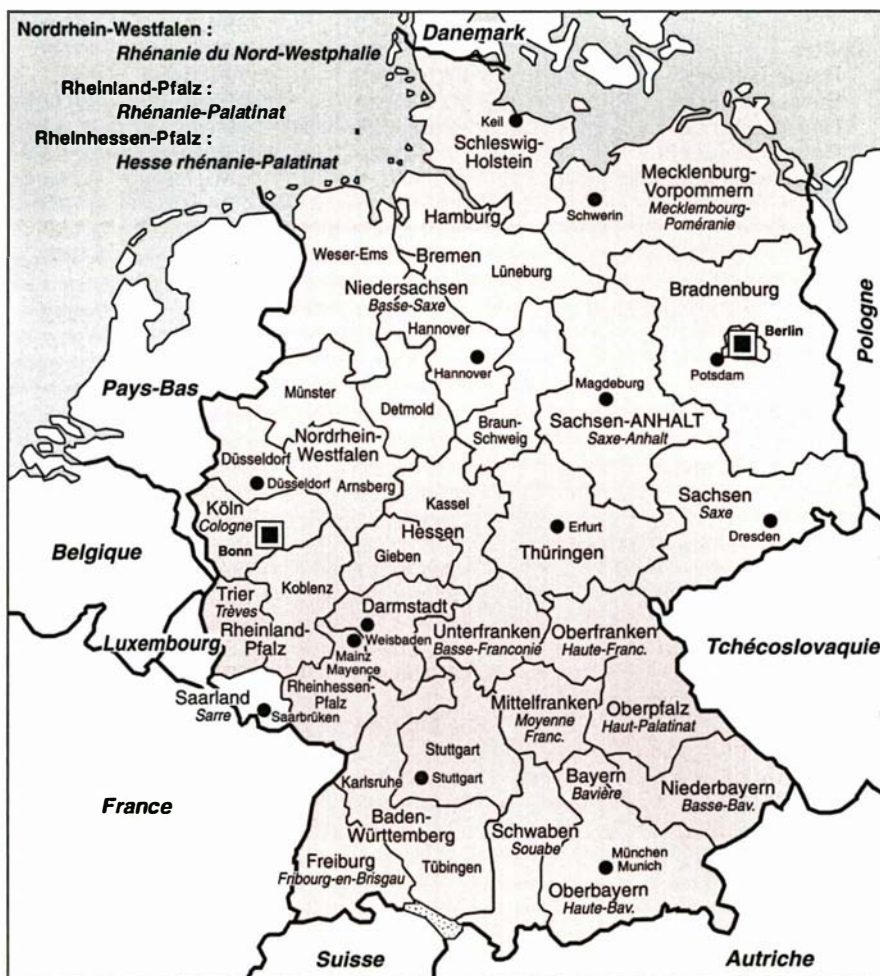 Nordrhein-Westfalen :
Rhénanie du Nord-Westphalie
Rheinland-Pfalz :
Rhénanie-Palatinat
Rheinhessen-Pfalz :
Hesse rhénanie-Palatinat
Danemark
Keil
Schleswig-
Holstein
Mecklenburg-
Vorpommern
Mecklembourg-
Poméranie
Schwerin
Hamburg
Weser-Ems
Bremen
Lüneburg
Niedersachsen
Basse-Saxe
Bradnenburg
Hannover
Hannover
Berlin
Potsdam
Pologne
Pays-Bas
Münster
Detmold
Magdeburg
Braun-
Schweig
Sachsen-ANHALT
Saxe-Anhalt
Nordrhein-
Westfalen
Düsseldorf
Düsseldorf
Arnsberg
Kassel
Sachsen
Saxe
Köln
Cologne
Bonn
Hessen
Gieben
Erfurt
Thüringen
Dresden
Belgique
Trier
Trèves
Koblenz
Darmstadt
Luxembourg
Rheinland-
Pfalz
Weisbaden
Mainz
Mayence
Unterfranken
Basse-Franconie
Oberfranken
Haute-Franc.
Tchécoslovaquie
Saarland
Sarre
Saarbrüken
Rheinhessen-
Pfalz
Mittelfranken
Moyenne
Franc.
Oberpfalz
Haut-Palatinat
Stuttgart
Stuttgart
Karlsruhe
Bayern
Bavière
Niederbayern
Basse-Bav.
France
Baden-
Württemberg
Schwaben
Souabe
Freiburg
Fribourg-en-Brisgau
Tübingen
München
Munich
Oberbayern
Haute-Bav.
Suisse
Autriche